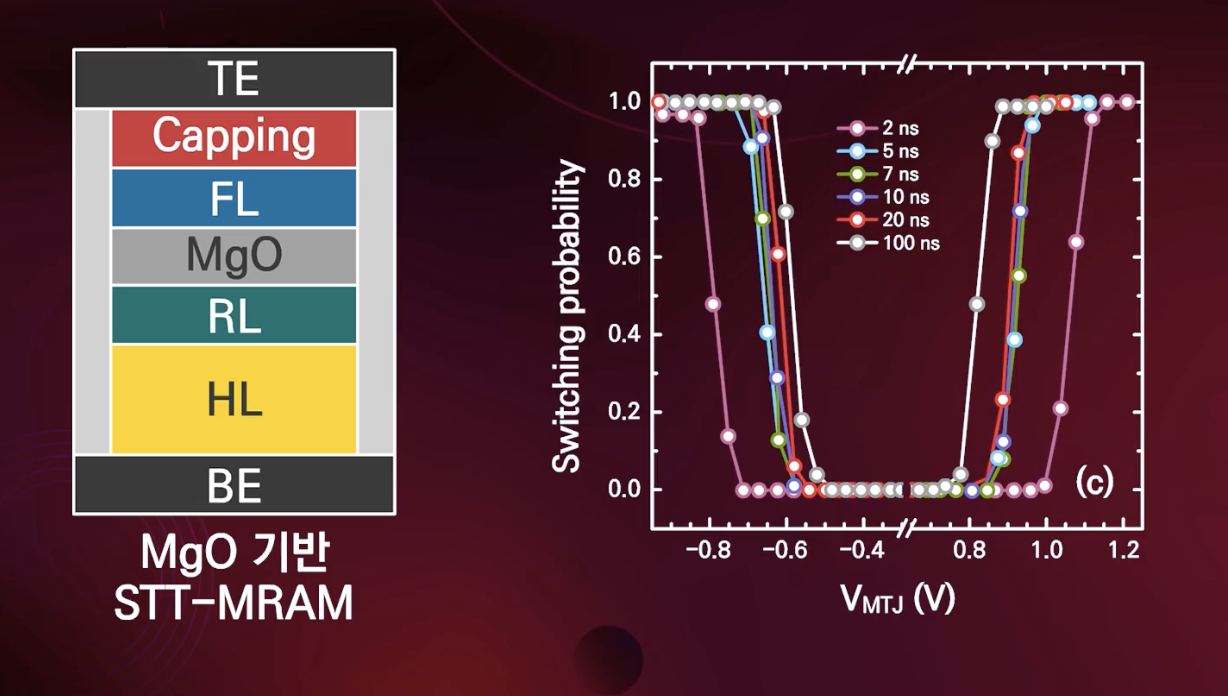 TE
Capping
FL
MgO
RL
HL
BE
MgO 기반
STT-MRAM
Switching probability
1.0
0.8
0.6
0.4
0.2
0.0
2 ns
5 ns
7 ns
10 ns
20 ns
100 ns
(c)
-0.8 -0.6 -0.4 0.8 1.0 1.2
VMTJ (V)